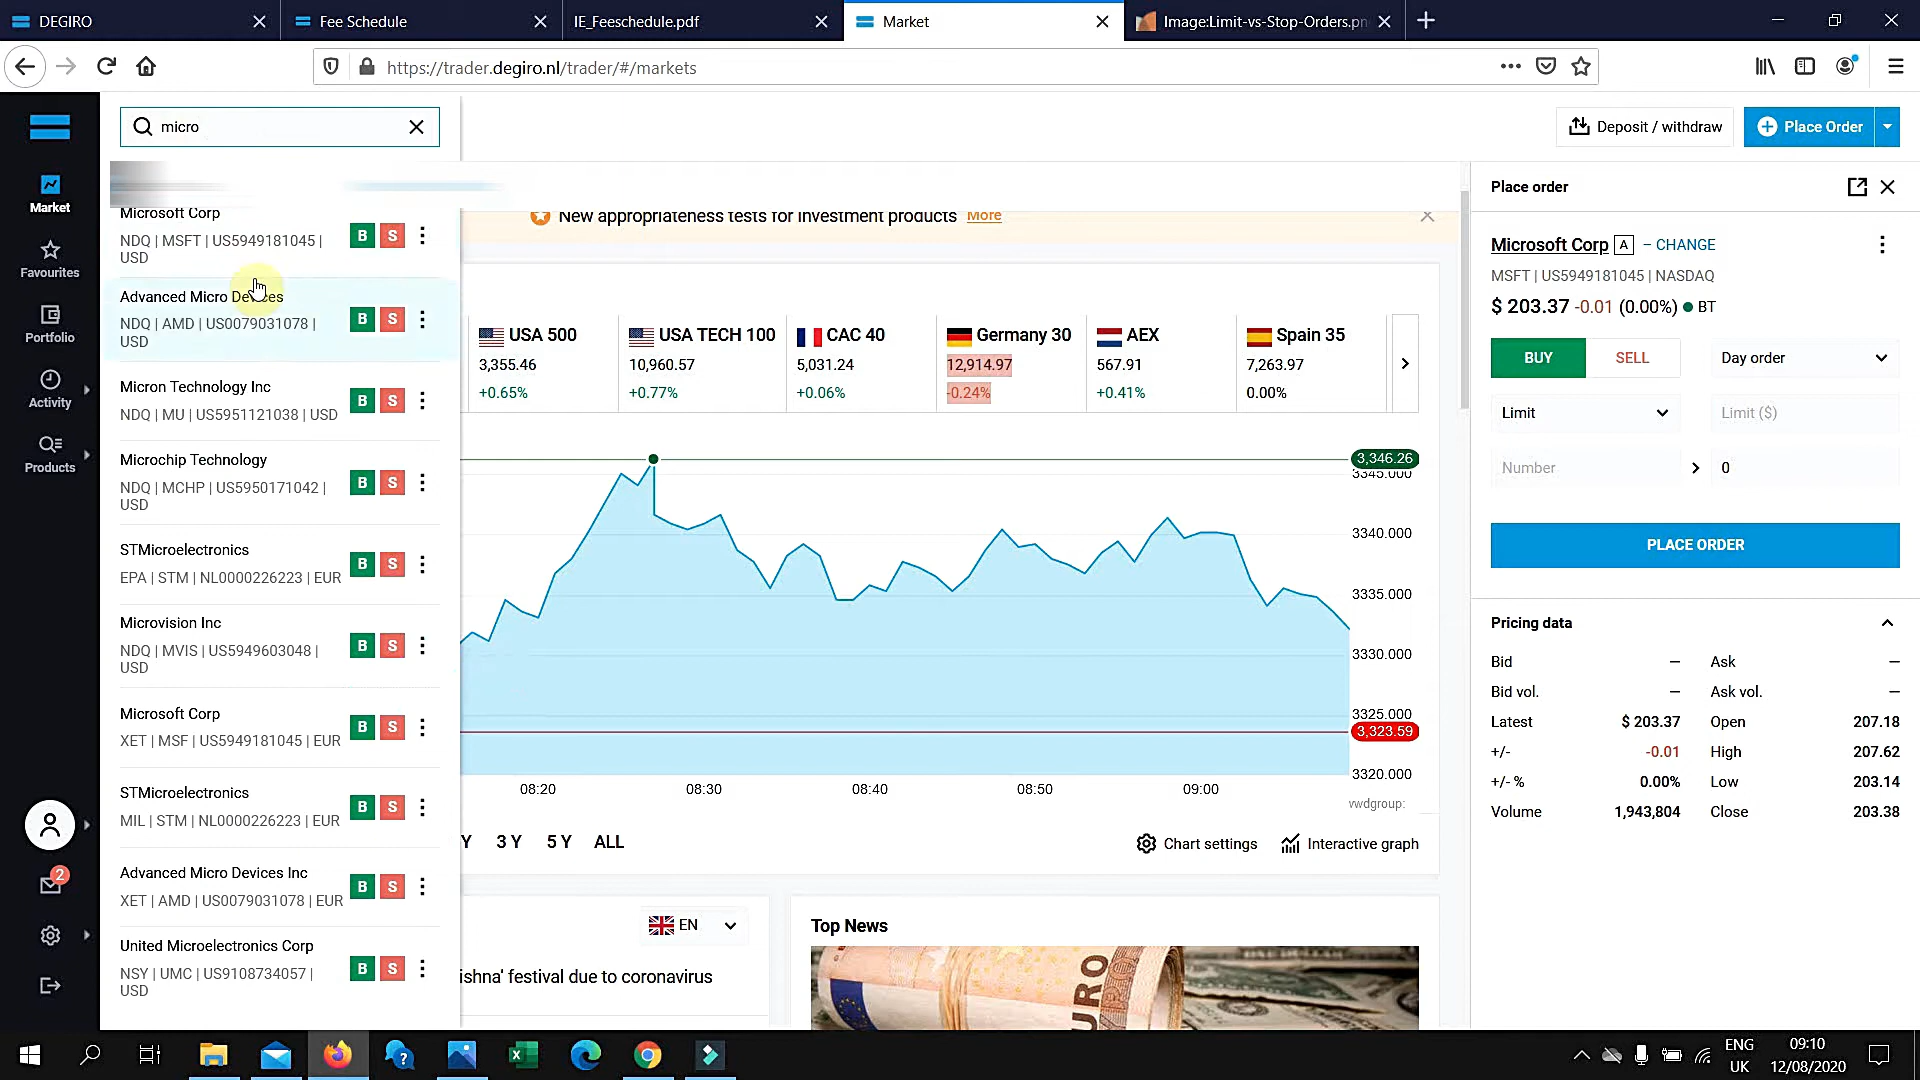 DEGIRO
Fee Schedule
IE_Feeschedule.pdf
Market
Image:Limit-vs-Stop-Orders.pn
https://trader.degiro.nl/trader/#/markets
micro
Deposit / withdraw
Place Order
Market
Favourites
Portfolio
Activity
Products
2
Microsoft Corp
NDQ | MSFT | US5949181045 |
USD
B S
Advanced Micro Devices
NDQ | AMD | US0079031078 |
USD
B S
Micron Technology Inc
NDQ | MU | US5951121038 | USD
B S
Microchip Technology
NDQ | MCHP | US5950171042 |
USD
B S
STMicroelectronics
EPA | STM | NL0000226223 | EUR
B S
Microvision Inc
NDQ | MVIS | US5949603048 |
USD
B S
Microsoft Corp
XET | MSF | US5949181045 | EUR
B S
STMicroelectronics
MIL | STM | NL0000226223 | EUR
B S
Advanced Micro Devices Inc
XET | AMD | US0079031078 | EUR
B S
United Microelectronics Corp
NSY | UMC | US9108734057 |
USD
B S
New appropriateness tests for investment products More
USA 500
3,355.46
+0.65%
USA TECH 100
10,960.57
+0.77%
CAC 40
5,031.24
+0.06%
Germany 30
12,914.97
-0.24%
AEX
567.91
+0.41%
Spain 35
7,263.97
0.00%
3,346.26
3345.000
3340.000
3335.000
3330.000
3325.000
3,323.59
3320.000
08:20 08:30 08:40 08:50 09:00
vwdgroup:
Y 3 Y 5 Y ALL
Chart settings
Interactive graph
EN
ishna' festival due to coronavirus
Top News
EURO
Place order
Microsoft Corp A – CHANGE
MSFT | US5949181045 | NASDAQ
$ 203.37 -0.01 (0.00%) BT
BUY SELL Day order
Limit Limit ($)
Number 0
PLACE ORDER
Pricing data
Bid – Ask –
Bid vol. – Ask vol. –
Latest $ 203.37 Open 207.18
+/- -0.01 High 207.62
+/- % 0.00% Low 203.14
Volume 1,943,804 Close 203.38
ENG
UK
09:10
12/08/2020